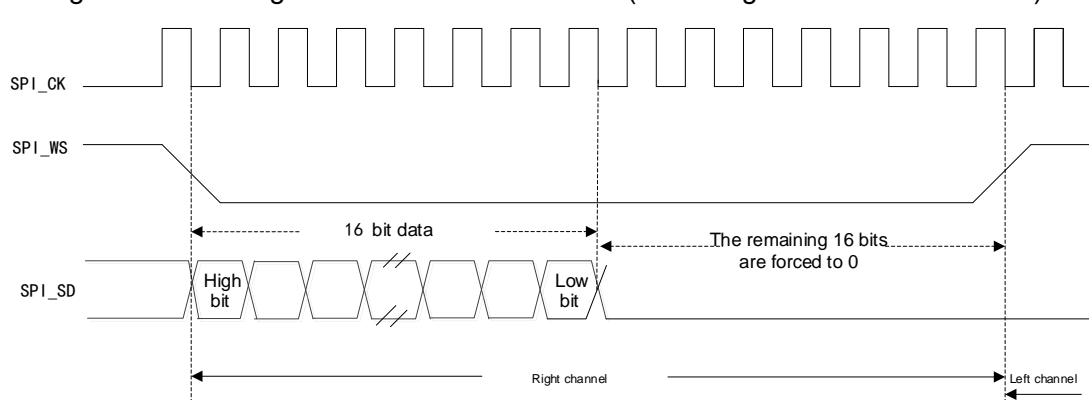 SPI_CK
SPI_WS
16 bit data
The remaining 16 bits
are forced to 0
SPI_SD
High
bit
Low
bit
Right channel
Left channel